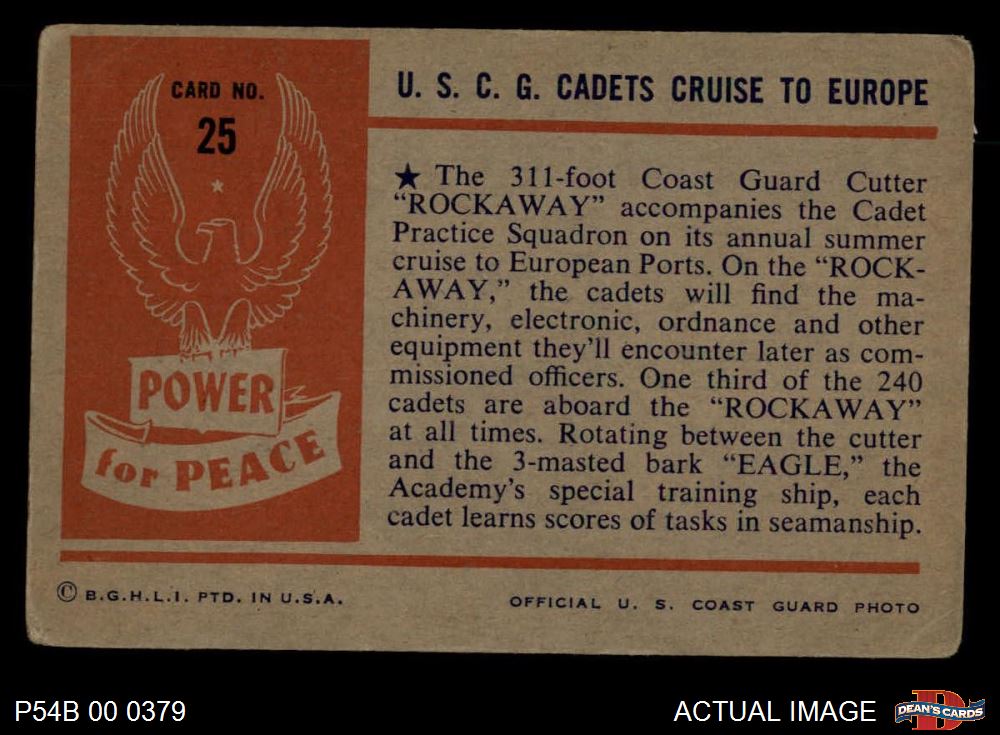 CARD NO.
25
POWER
for PEACE
U. S. C. G. CADETS CRUISE TO EUROPE
★ The 311-foot Coast Guard Cutter
“ROCKAWAY” accompanies the Cadet
Practice Squadron on its annual summer
cruise to European Ports. On the “ROCK-
AWAY,” the cadets will find the ma-
chinery, electronic, ordnance and other
equipment they’ll encounter later as com-
missioned officers. One third of the 240
cadets are aboard the “ROCKAWAY”
at all times. Rotating between the cutter
and the 3-masted bark “EAGLE,” the
Academy’s special training ship, each
cadet learns scores of tasks in seamanship.
© B.G.H.L.I. PTD. IN U.S.A.
OFFICIAL U. S. COAST GUARD PHOTO
P54B 00 0379
ACTUAL IMAGE
D
DEAN'S CARDS